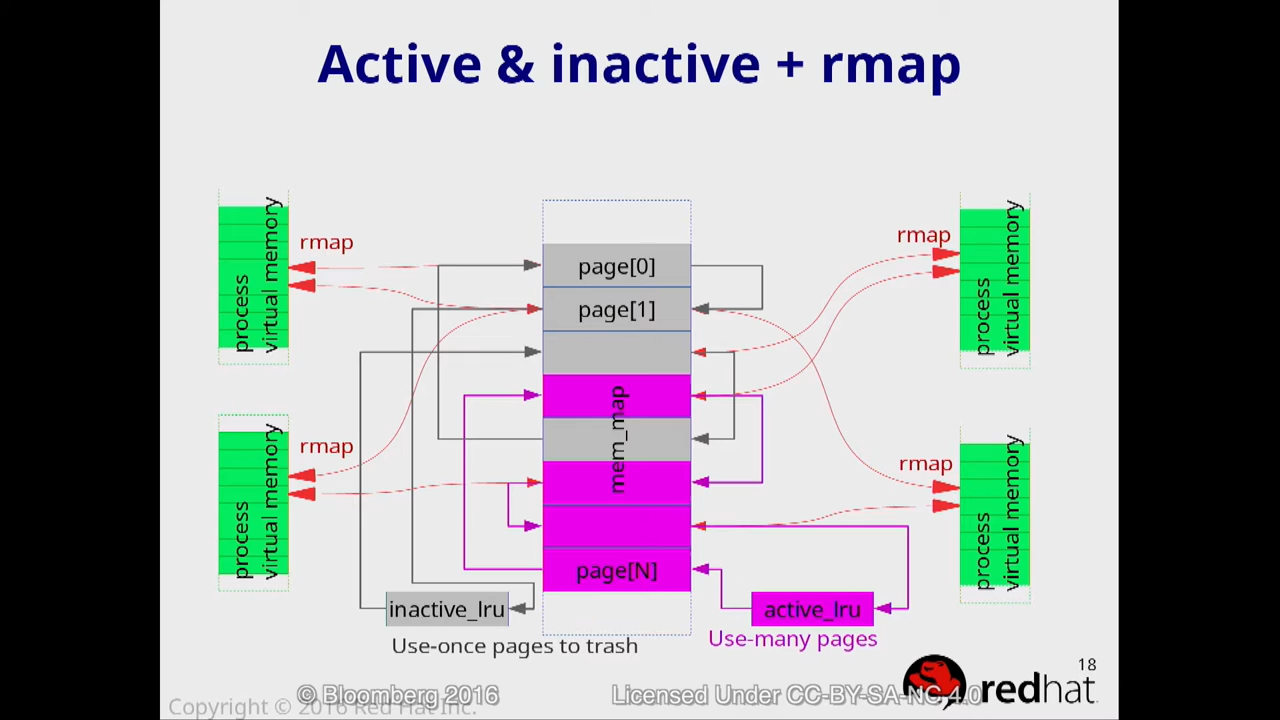 Active & inactive + rmap
process
virtual memory
rmap
page[0]
page[1]
mem_map
page[N]
rmap
process
virtual memory
process
virtual memory
rmap
rmap
process
virtual memory
inactive_lru
active_lru
Use-once pages to trash
Use-many pages
18
redhat.
© Bloomberg 2016
Licensed Under CC-BY-SA-NC 4.0
Copyright © 2016 Red Hat Inc.